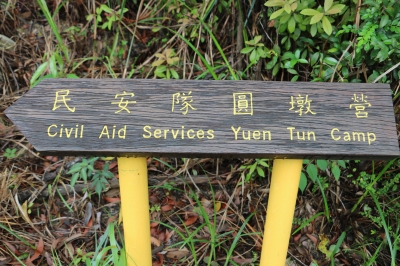 民安隊圓墩營
Civil Aid Services Yuen Tun Camp